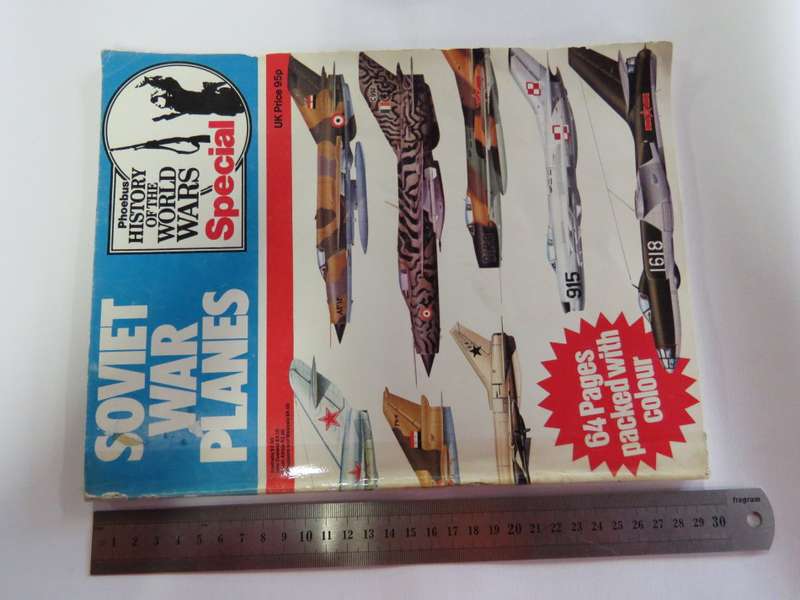 Phoebus
HISTORY
OF THE
WORLD
WARS
Special
SOVIET
WAR
PLANES
UK Price 95p
915
1618
64 Pages
packed with
colour
fragram
1 2 3 4 5 6 7 8 9 10 11 12 13 14 15 16 17 18 19 20 21 22 23 24 25 26 27 28 29 30